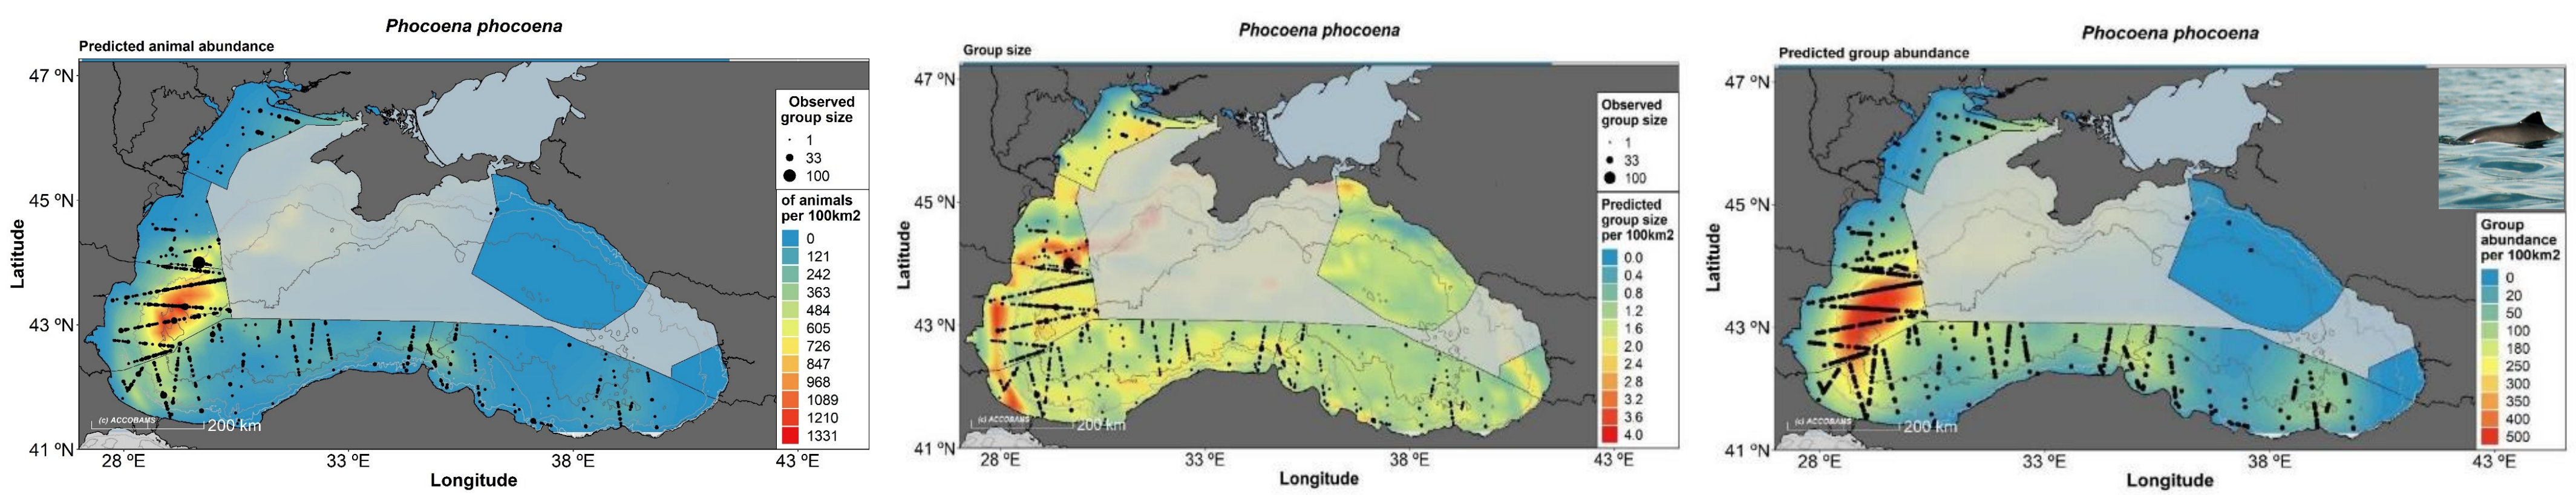 Phocoena phocoena
Predicted animal abundance
47 ºN
45 ºN
43 ºN
41 ºN
Latitude
28 ºE
33 ºE
38 ºE
43 ºE
Longitude
(c) ACCOBAMS
200 km
Observed
group size
1
33
100
of animals
per 100km2
0
121
242
363
484
605
726
847
968
1089
1210
1331
Phocoena phocoena
Group size
47 ºN
45 ºN
43 ºN
41 ºN
Latitude
28 ºE
33 ºE
38 ºE
43 ºE
Longitude
(c) ACCOBAMS
200 km
Observed
group size
1
33
100
Predicted
group size
per 100km2
0.0
0.4
0.8
1.2
1.6
2.0
2.4
2.8
3.2
3.6
4.0
Phocoena phocoena
Predicted group abundance
47 ºN
45 ºN
43 ºN
41 ºN
Latitude
28 ºE
33 ºE
38 ºE
43 ºE
Longitude
(c) ACCOBAMS
200 km
Group
abundance
per 100km2
0
20
50
100
180
250
300
350
400
500